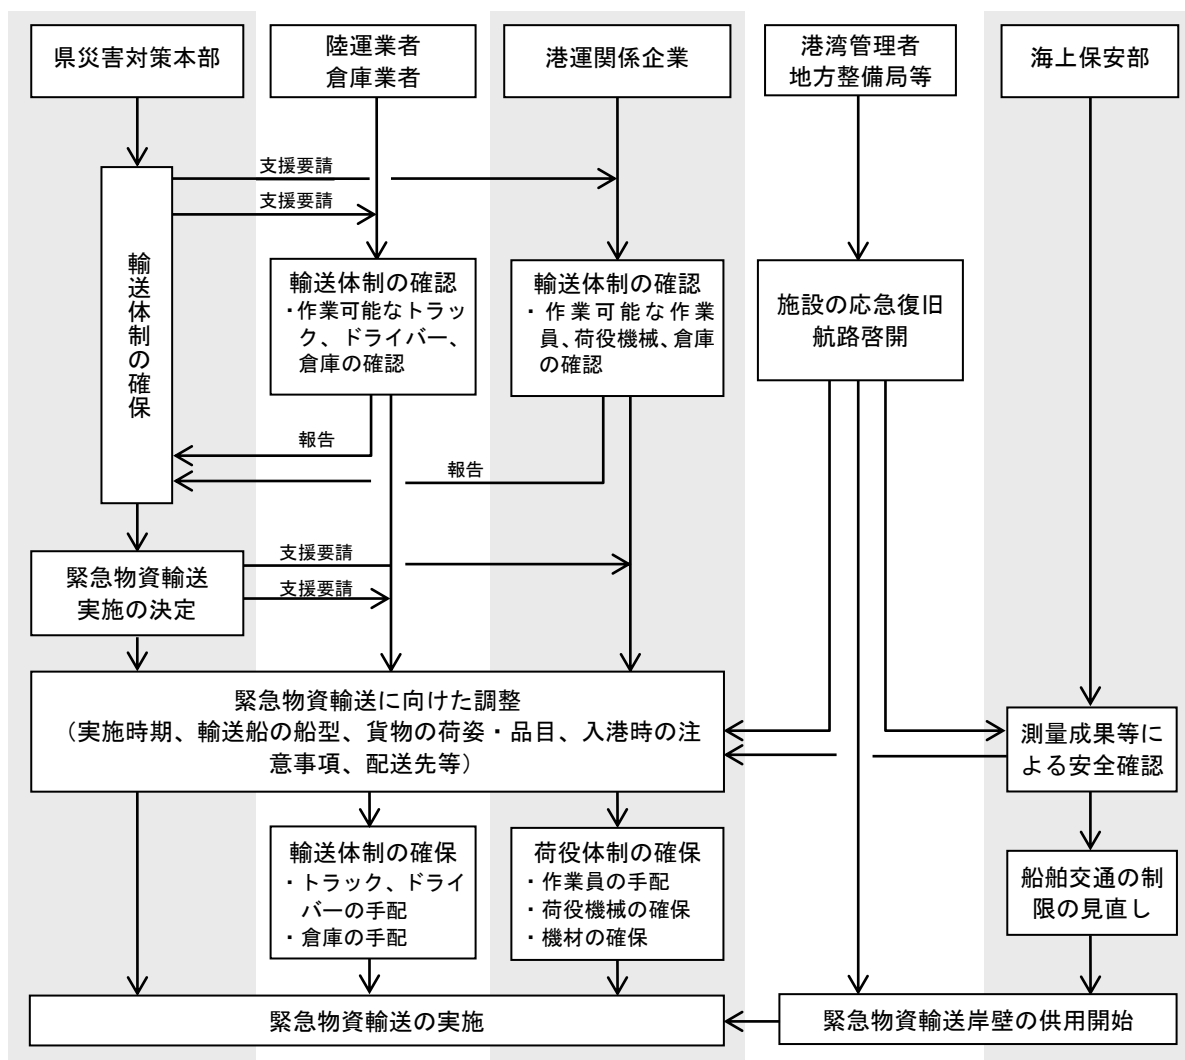 県災害対策本部
陸運業者
倉庫業者
港運関係企業
港湾管理者
地方整備局等
海上保安部
支援要請
支援要請
輸送体制の確保
輸送体制の確認
・作業可能なトラッ
ク、ドライバー、
倉庫の確認
輸送体制の確認
・作業可能な作業
員、荷役機械、倉庫
の確認
施設の応急復旧
航路啓開
報告
報告
緊急物資輸送
実施の決定
支援要請
支援要請
緊急物資輸送に向けた調整
（実施時期、輸送船の船型、貨物の荷姿・品目、入港時の注
意事項、配送先等）
測量成果等に
よる安全確認
輸送体制の確保
・トラック、ドライ
バーの手配
・倉庫の手配
荷役体制の確保
・作業員の手配
・荷役機械の確保
・機材の確保
船舶交通の制
限の見直し
緊急物資輸送の実施
緊急物資輸送岸壁の供用開始